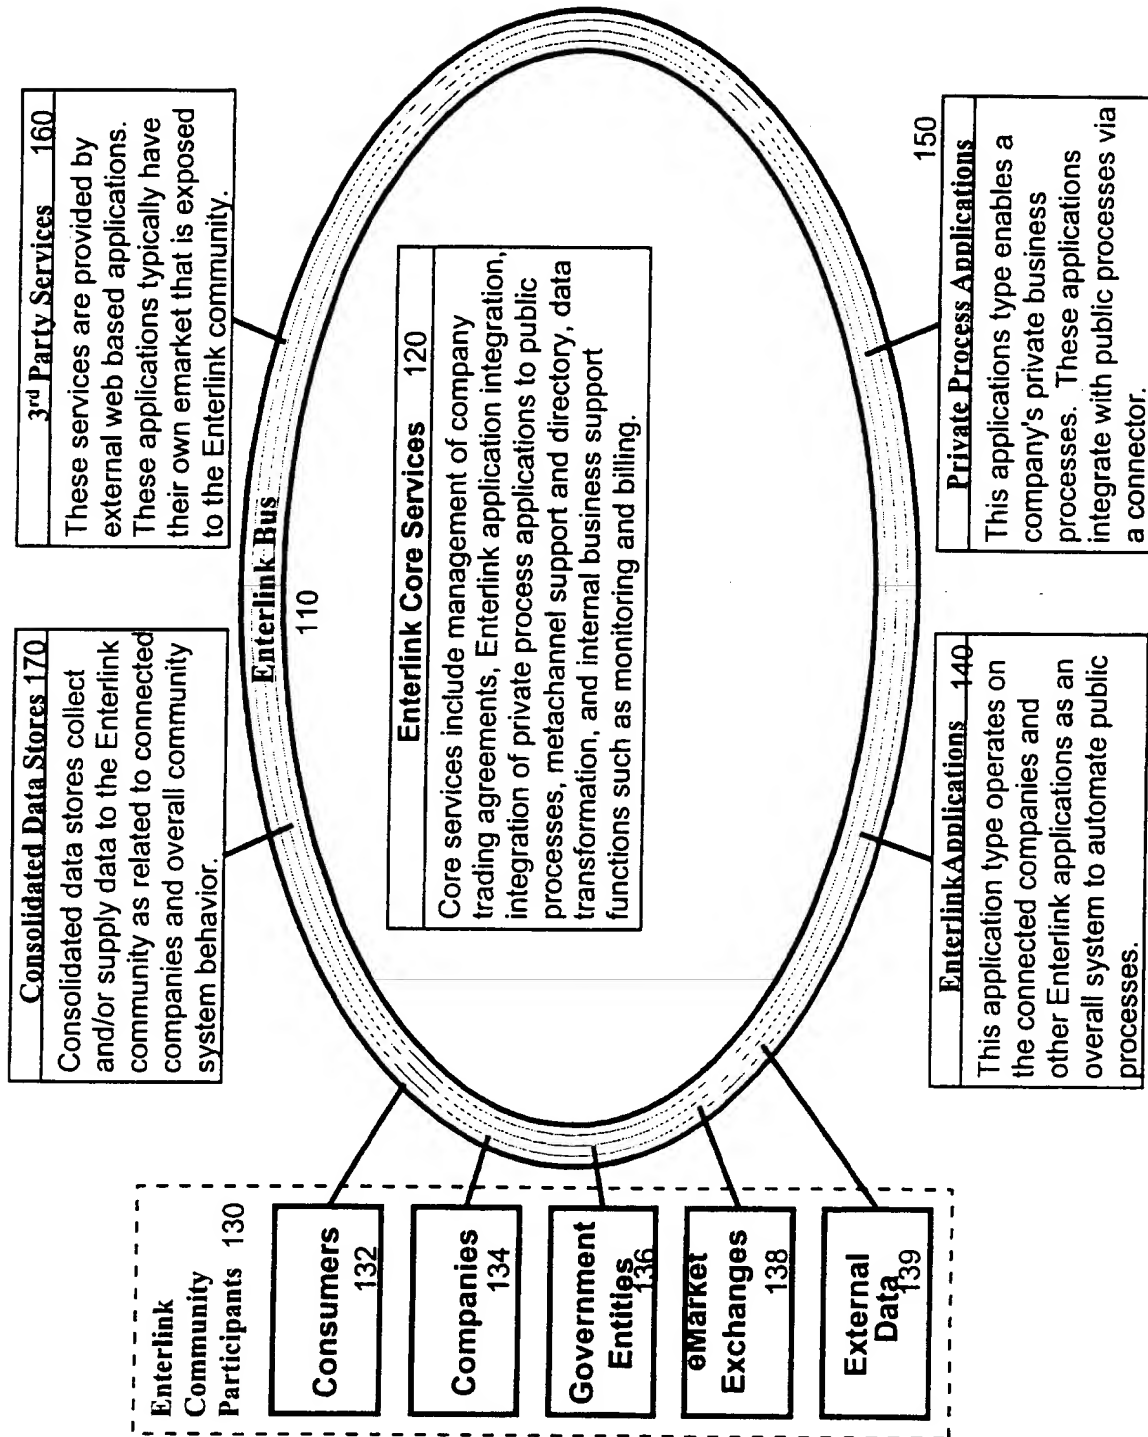 Consolidated Data Stores 170
Consolidated data stores collect
and/or supply data to the Enterlink
community as related to connected
companies and overall community
system behavior.
3rd Party Services 160
These services are provided by
external web based applications.
These applications typically have
their own emarket that is exposed
to the Enterlink community.
Enterlink
Community
Participants 130
Consumers
132
Companies
134
Government
Entities
136
eMarket
Exchanges
138
External
Data
139
Enterlink Bus
110
Enterlink Core Services 120
Core services include management of company
trading agreements, Enterlink application integration,
integration of private process applications to public
processes, metachannel support and directory, data
transformation, and internal business support
functions such as monitoring and billing.
EnterlinkApplications 140
This application type operates on
the connected companies and
other Enterlink applications as an
overall system to automate public
processes.
150
Private Process Applications
This applications type enables a
company's private business
processes. These applications
integrate with public processes via
a connector.